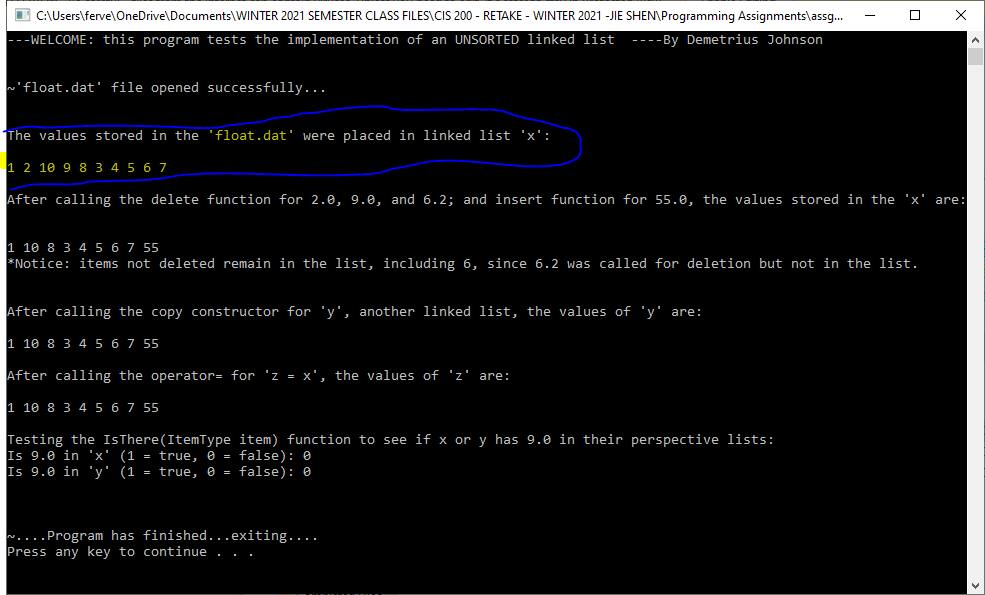 C:\Users\ferve\OneDrive\Documents\WINTER 2021 SEMESTER CLASS FILES\CIS 200 - RETAKE - WINTER 2021 -JIE SHEN\Programming Assignments\assg...
---WELCOME: this program tests the implementation of an UNSORTED linked list  ----By Demetrius Johnson
~'float.dat' file opened successfully...
The values stored in the 'float.dat' were placed in linked list 'x':
1 2 10 9 8 3 4 5 6 7
After calling the delete function for 2.0, 9.0, and 6.2; and insert function for 55.0, the values stored in the 'x' are:
1 10 8 3 4 5 6 7 55
*Notice: items not deleted remain in the list, including 6, since 6.2 was called for deletion but not in the list.
After calling the copy constructor for 'y', another linked list, the values of 'y' are:
1 10 8 3 4 5 6 7 55
After calling the operator= for 'z = x', the values of 'z' are:
1 10 8 3 4 5 6 7 55
Testing the IsThere(ItemType item) function to see if x or y has 9.0 in their perspective lists:
Is 9.0 in 'x' (1 = true, 0 = false): 0
Is 9.0 in 'y' (1 = true, 0 = false): 0
~....Program has finished...exiting....
Press any key to continue . . .